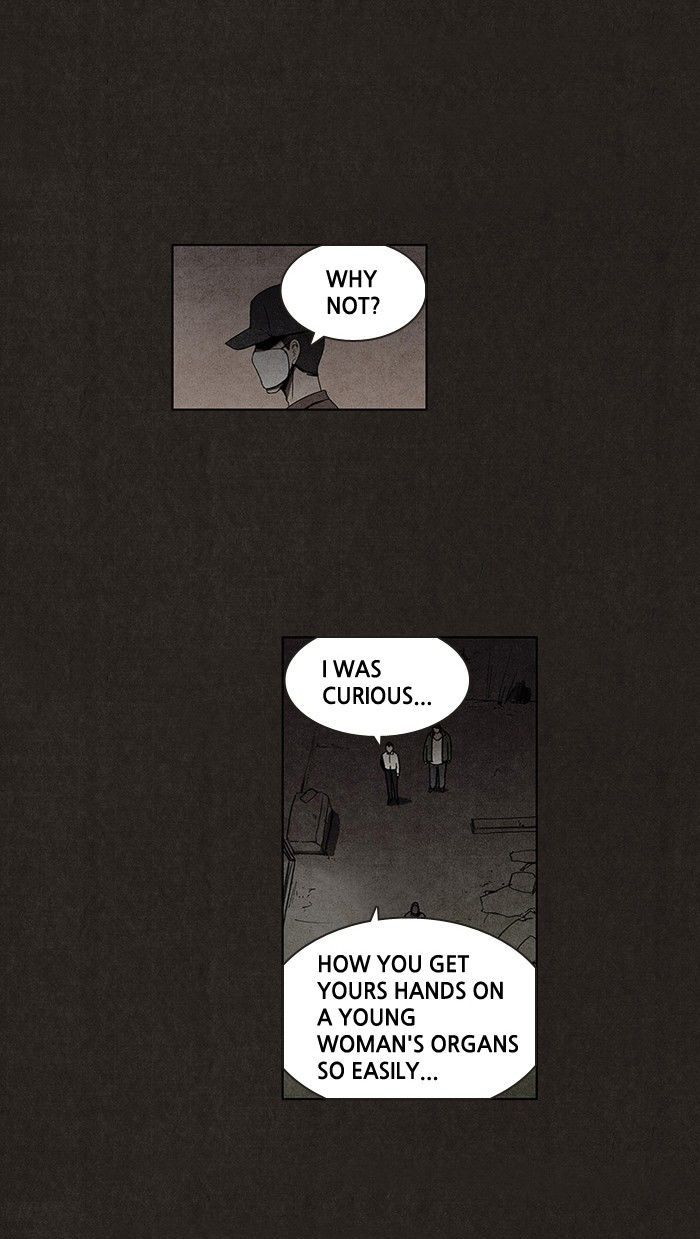 WHY
NOT?
I WAS
CURIOUS...
HOW YOU GET
YOURS HANDS ON
A YOUNG
WOMAN'S ORGANS
SO EASILY...